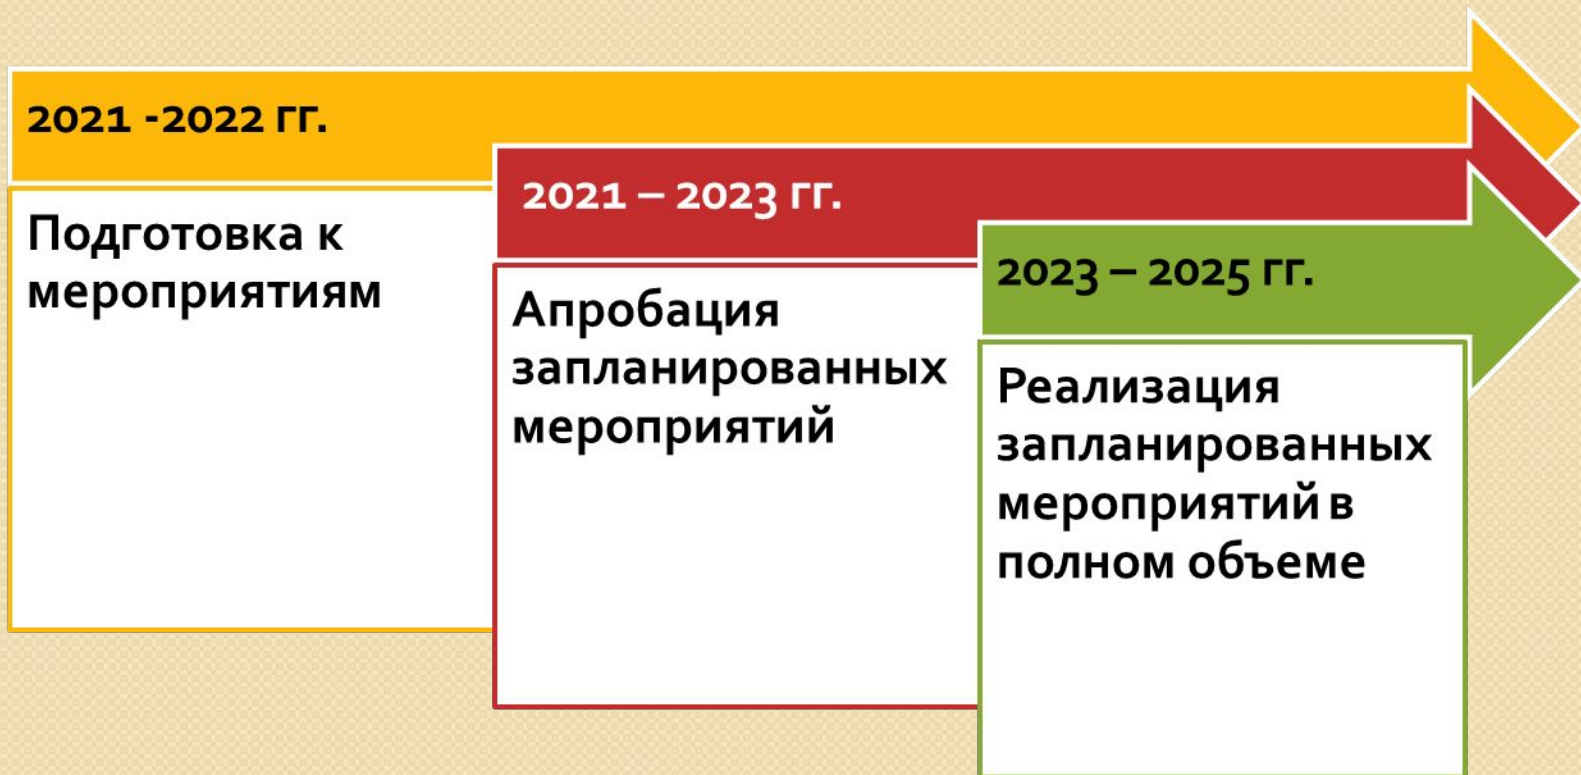 2021 -2022 гг.
Подготовка к
мероприятиям
2021 – 2023 гг.
Апробация
запланированных
мероприятий
2023 – 2025 гг.
Реализация
запланированных
мероприятий в
полном объеме